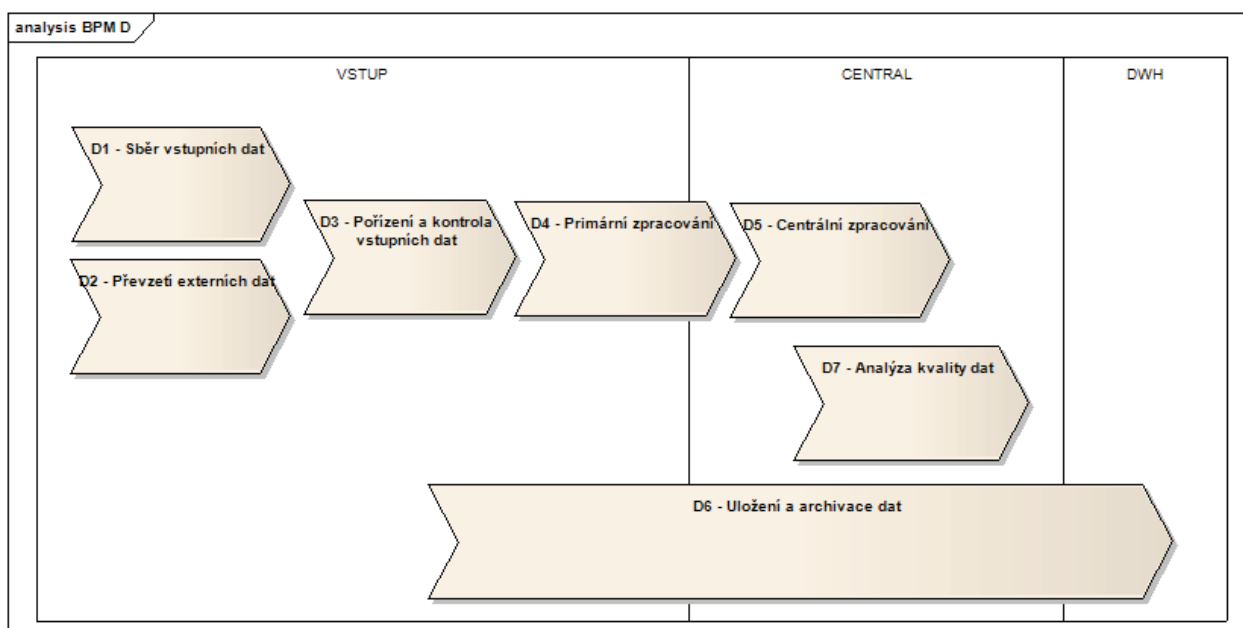 analysis BPM D
VSTUP
CENTRAL
DWH
D1 - Sběr vstupních dat
D2 - Převzetí externích dat
D3 - Pořízení a kontrola
vstupních dat
D4 - Primární zpracování
D5 - Centrální zpracování
D7 - Analýza kvality dat
D6 - Uložení a archivace dat